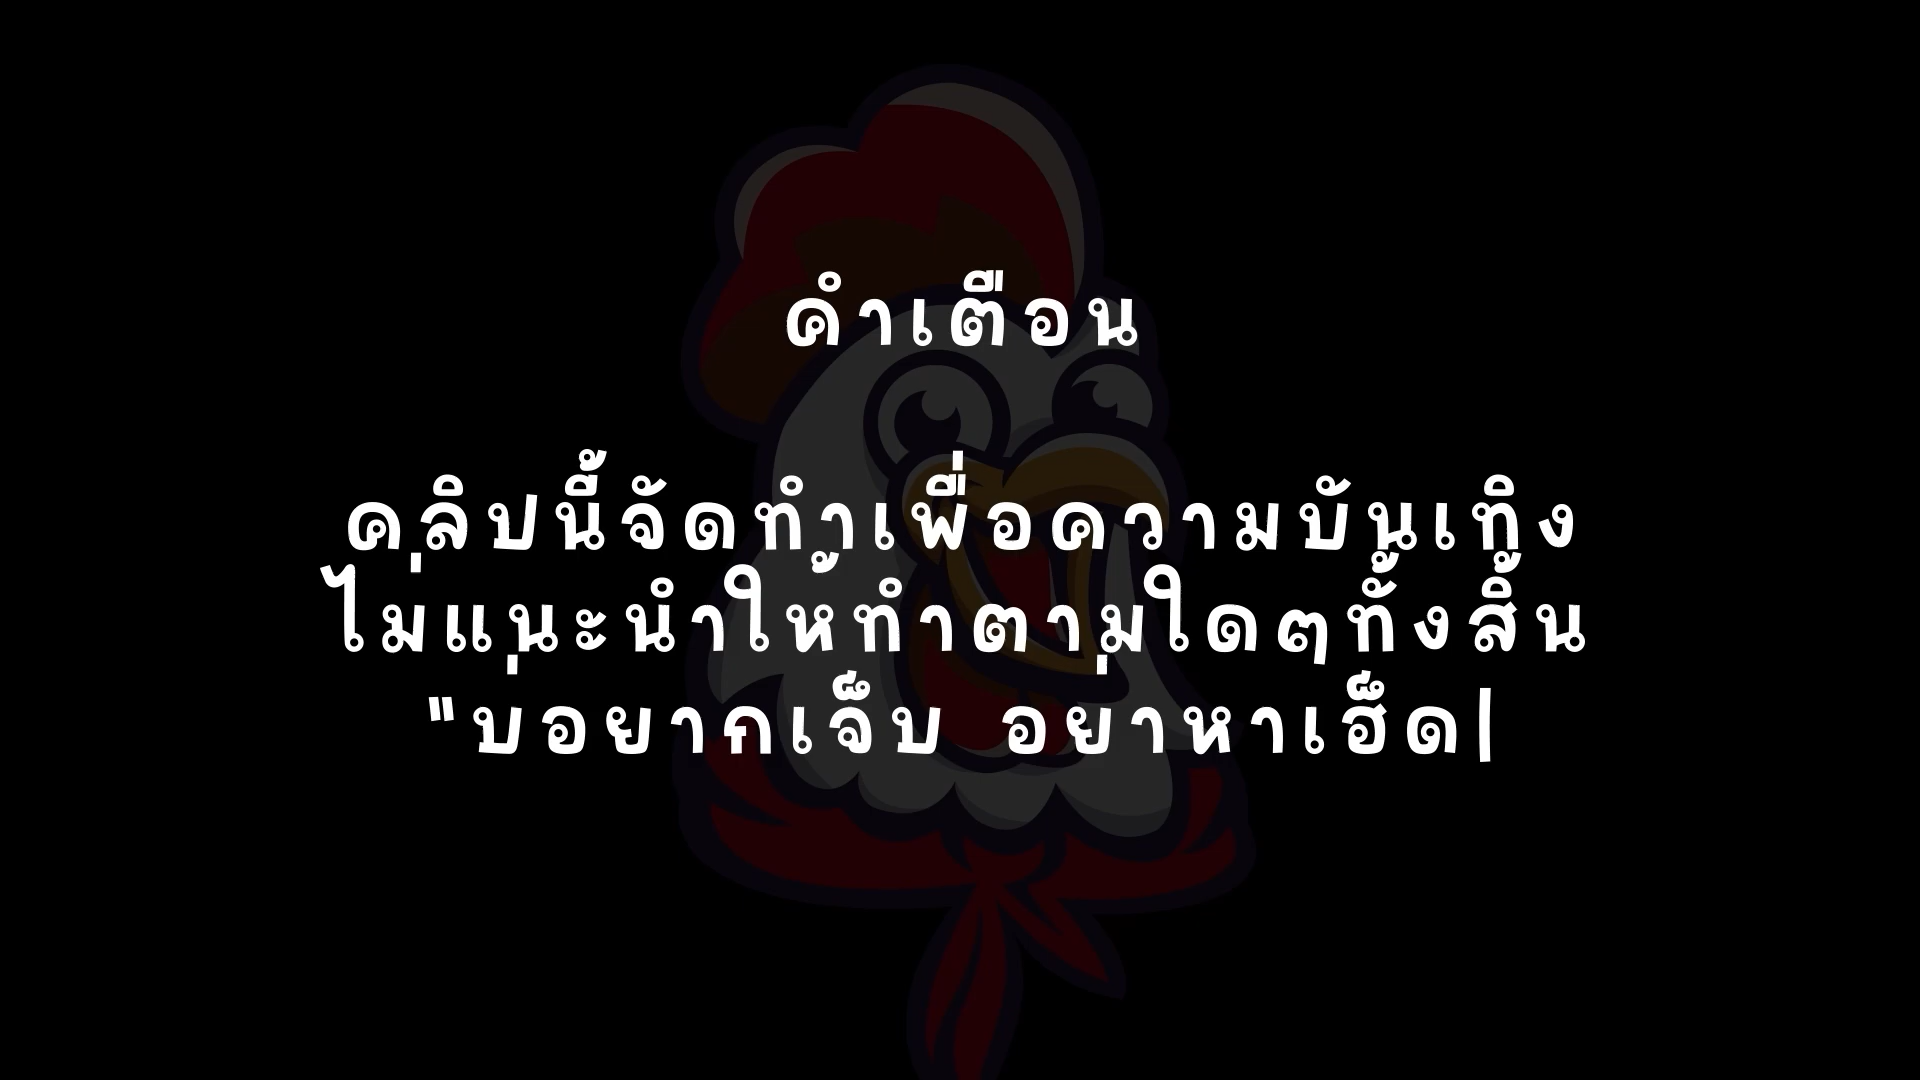 คำเตือน
คลิปนี้จัดทำเพื่อความบันเทิง
ไม่แนะนำให้ทำตามใดๆทั้งสิ้น
"บ่อยากเจ็บ อย่าหาเฮ็ด|